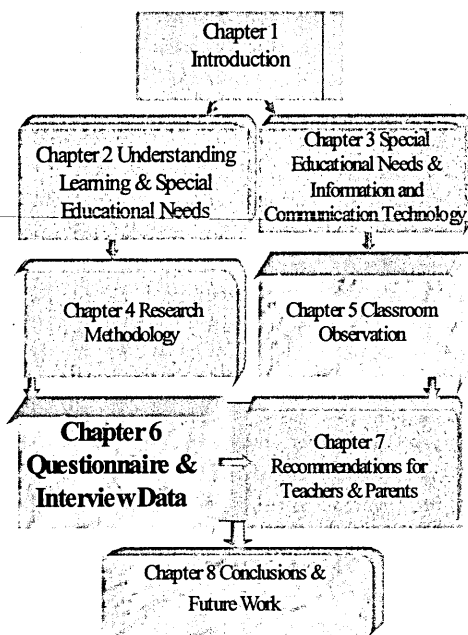 Chapter 1
Introduction
Chapter 2 Understanding
Learning & Special
Educational Needs
Chapter 3 Special
Educational Needs &
Information and
Communication Technology
Chapter 4 Research
Methodology
Chapter 5 Classroom
Observation
Chapter 6
Questionnaire &
Interview Data
Chapter 7
Recommendations for
Teachers & Parents
Chapter 8 Conclusions &
Future Work